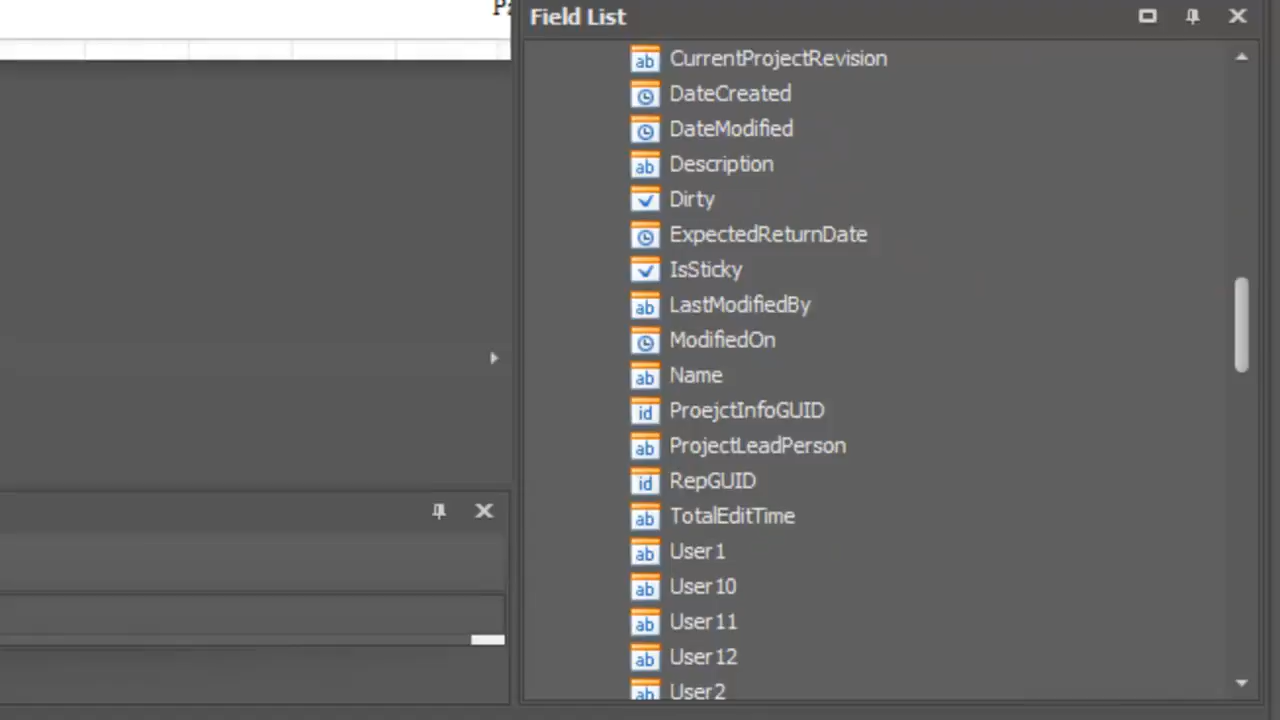 Field List
CurrentProjectRevision
DateCreated
DateModified
Description
Dirty
ExpectedReturnDate
IsSticky
LastModifiedBy
ModifiedOn
Name
ProejctInfoGUID
ProjectLeadPerson
RepGUID
TotalEditTime
User1
User10
User11
User12
User2